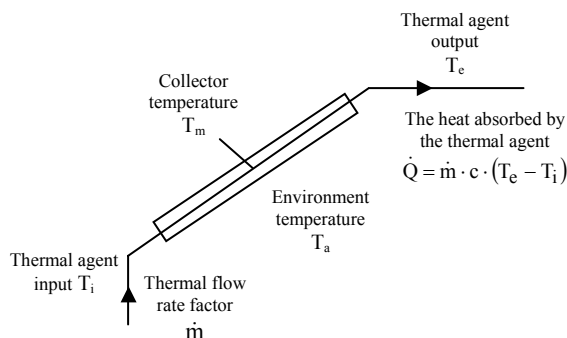 Thermal agent
output
Tₑ
Collector
temperature
Tₘ
The heat absorbed by
the thermal agent
Q̇ = ṁ · c · (Tₑ − Tᵢ)
Environment
temperature
Tₐ
Thermal agent
input Tᵢ
Thermal flow
rate factor
ṁ